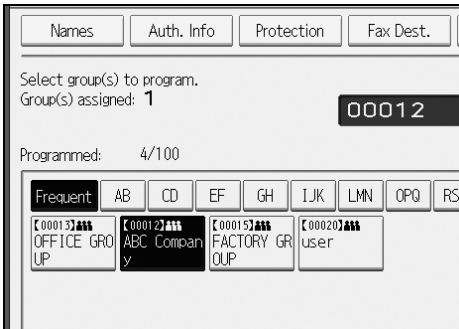 Names Auth. Info Protection Fax Dest.
Select group(s) to program.
Group(s) assigned: 1
00012
Programmed: 4/100
Frequent AB CD EF GH IJK LMN OPQ RS
【00013】 【00012】 【00015】 【00020】
OFFICE GRO ABC Compan FACTORY GR user
UP y OUP